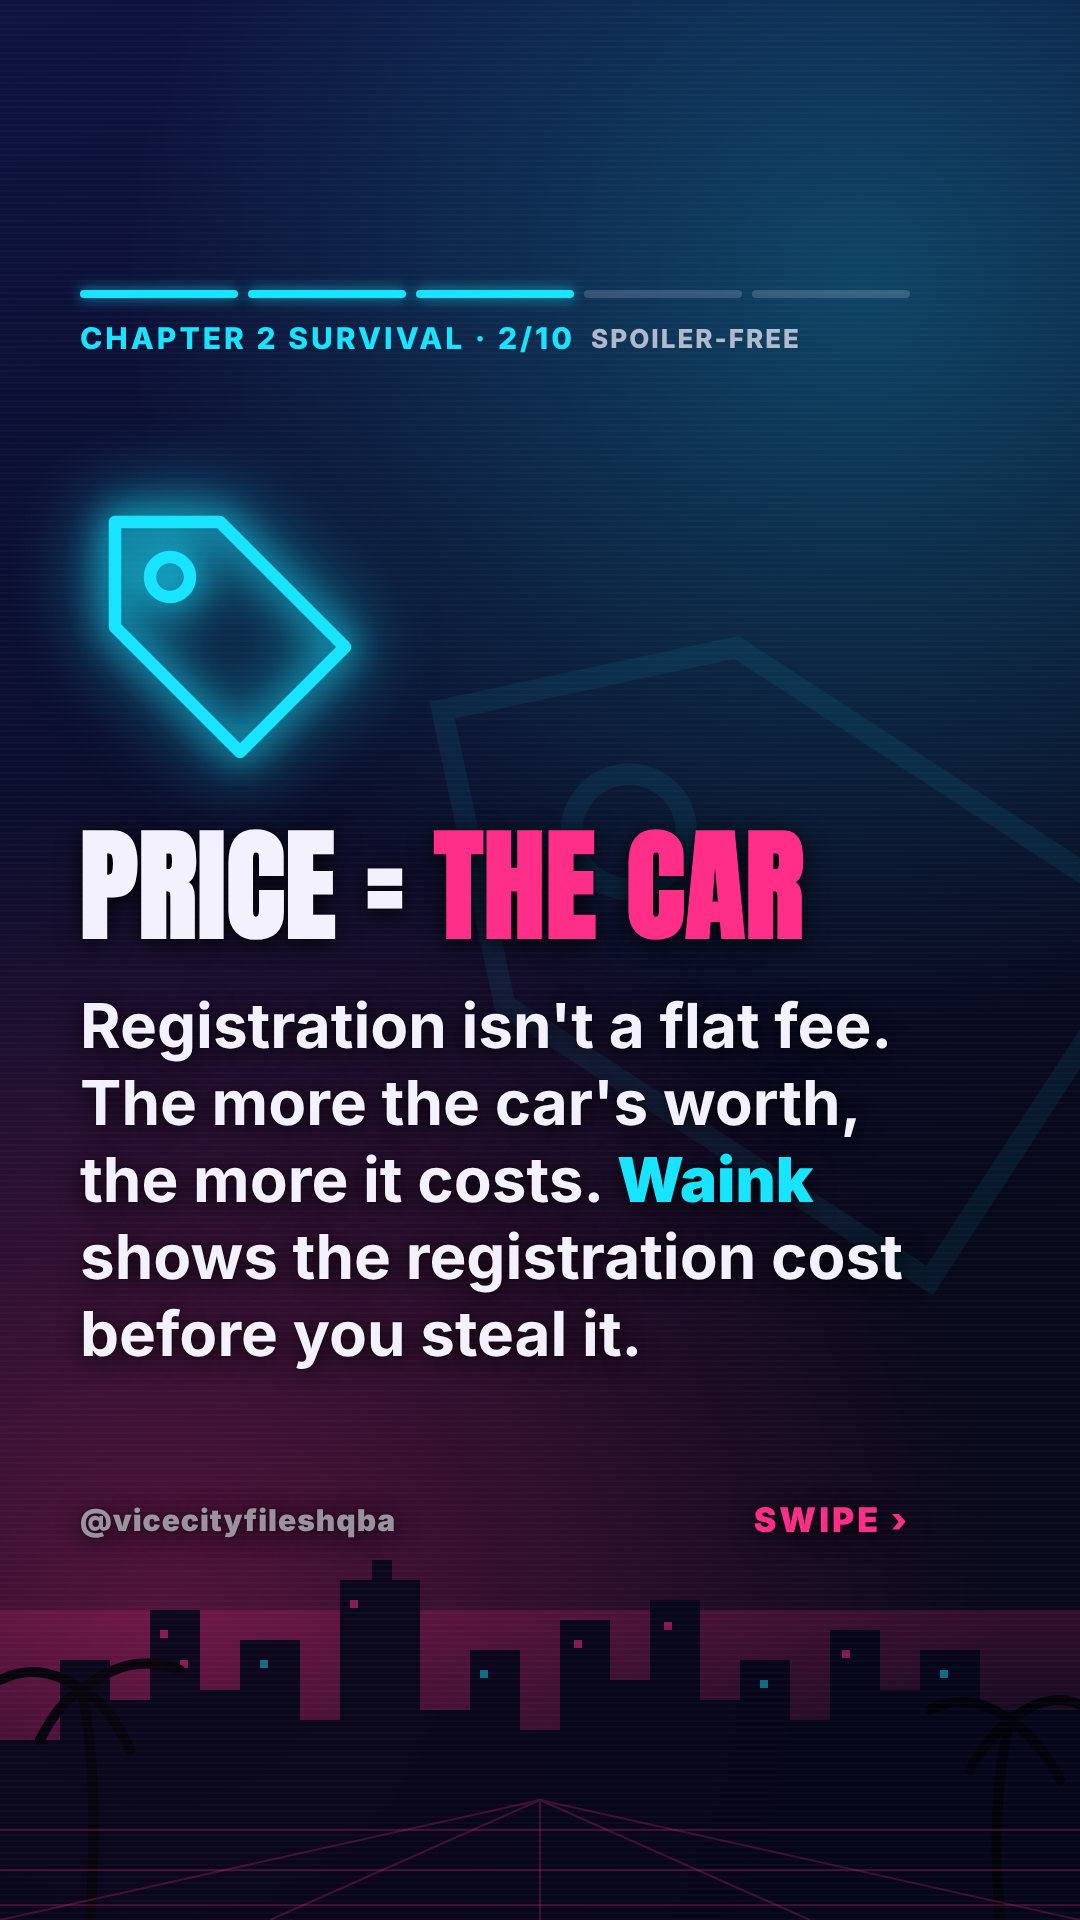 CHAPTER 2 SURVIVAL · 2/10 SPOILER-FREE
PRICE = THE CAR
Registration isn't a flat fee.
The more the car's worth,
the more it costs. Waink
shows the registration cost
before you steal it.
@vicecityfileshqba
SWIPE ›